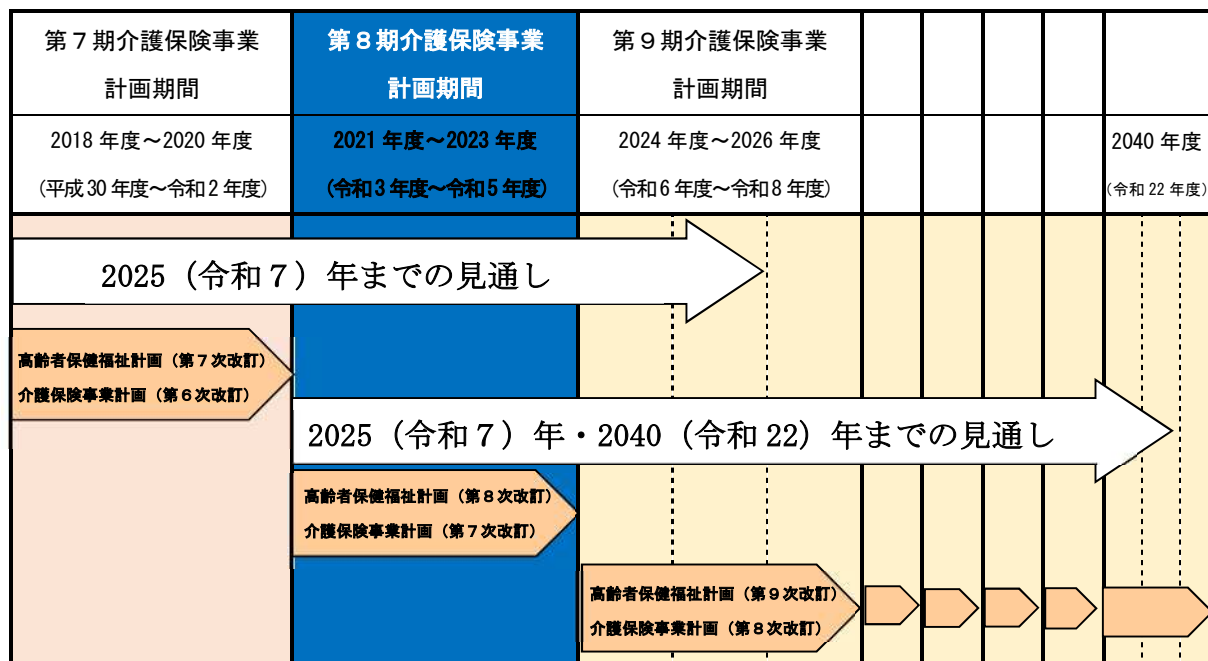 第７期介護保険事業
計画期間
第８期介護保険事業
計画期間
第９期介護保険事業
計画期間
2018 年度～2020 年度
(平成 30 年度～令和 2 年度)
2021 年度～2023 年度
(令和 3 年度～令和 5 年度)
2024 年度～2026 年度
(令和 6 年度～令和 8 年度)
2040 年度
(令和 22 年度)
2025（令和７）年までの見通し
高齢者保健福祉計画（第７次改訂）
介護保険事業計画（第６次改訂）
2025（令和７）年・2040（令和 22）年までの見通し
高齢者保健福祉計画（第８次改訂）
介護保険事業計画（第７次改訂）
高齢者保健福祉計画（第９次改訂）
介護保険事業計画（第８次改訂）